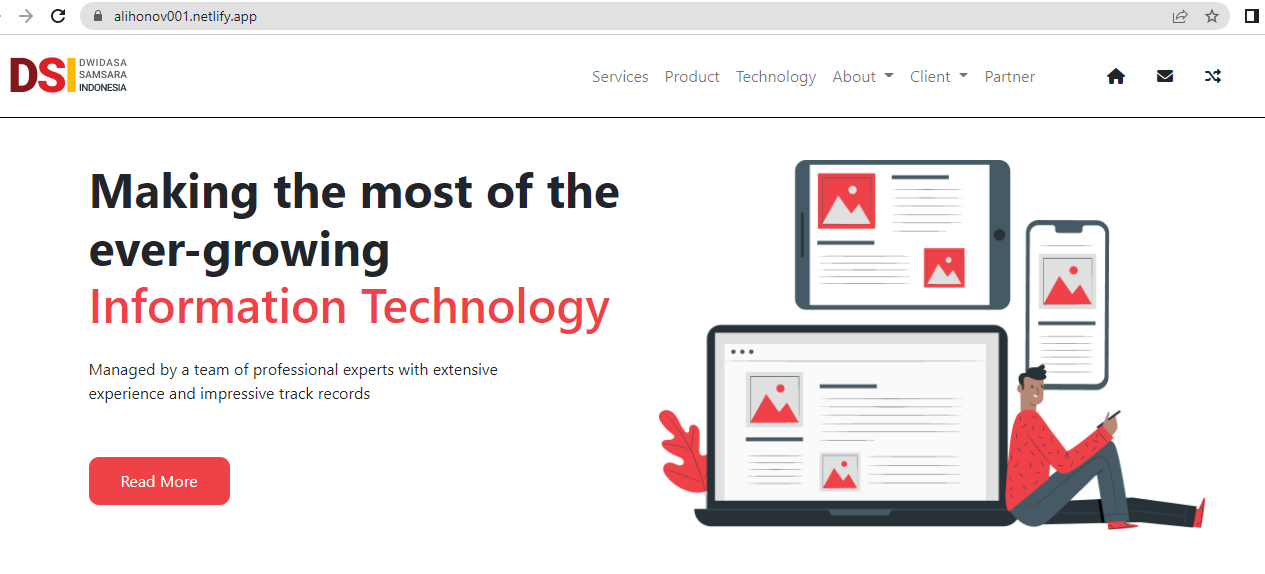 alihonov001.netlify.app
DSI DWIDASA
SAMSARA
INDONESIA
Services Product Technology About Client Partner
Making the most of the
ever-growing
Information Technology
Managed by a team of professional experts with extensive
experience and impressive track records
Read More